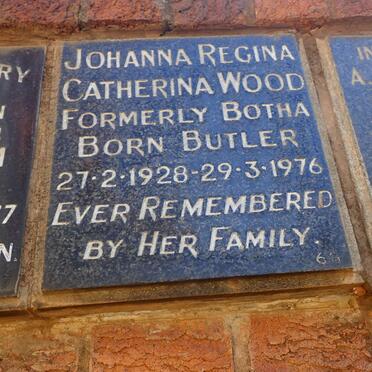 JOHANNA REGINA
CATHERINA WOOD
FORMERLY BOTHA
BORN BUTLER
27·2·1928-29·3·1976
EVER REMEMBERED
BY HER FAMILY.